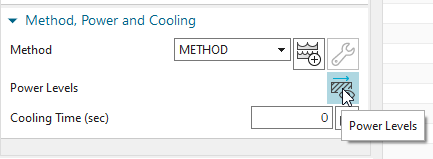 Method, Power and Cooling
Method METHOD
Power Levels
Cooling Time (sec) 0
Power Levels